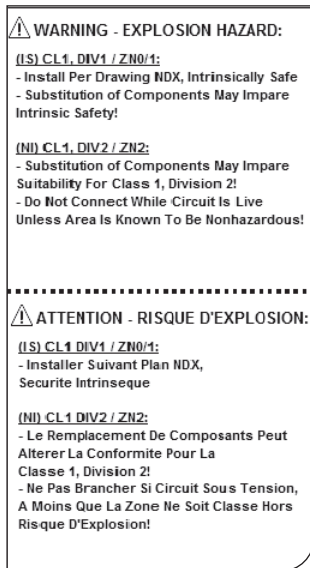 WARNING - EXPLOSION HAZARD:
(IS) CL1, DIV1 / ZN0/1:
- Install Per Drawing NDX, Intrinsically Safe
- Substitution of Components May Impare
Intrinsic Safety!
(NI) CL1, DIV2 / ZN2:
- Substitution of Components May Impare
Suitability For Class 1, Division 2!
- Do Not Connect While Circuit Is Live
Unless Area Is Known To Be Nonhazardous!
ATTENTION - RISQUE D'EXPLOSION:
(IS) CL1 DIV1 / ZN0/1:
- Installer Suivant Plan NDX,
Securite Intrinseque
(NI) CL1 DIV2 / ZN2:
- Le Remplacement De Composants Peut
Alterer La Conformite Pour La
Classe 1, Division 2!
- Ne Pas Brancher Si Circuit Sous Tension,
A Moins Que La Zone Ne Soit Classe Hors
Risque D'Explosion!